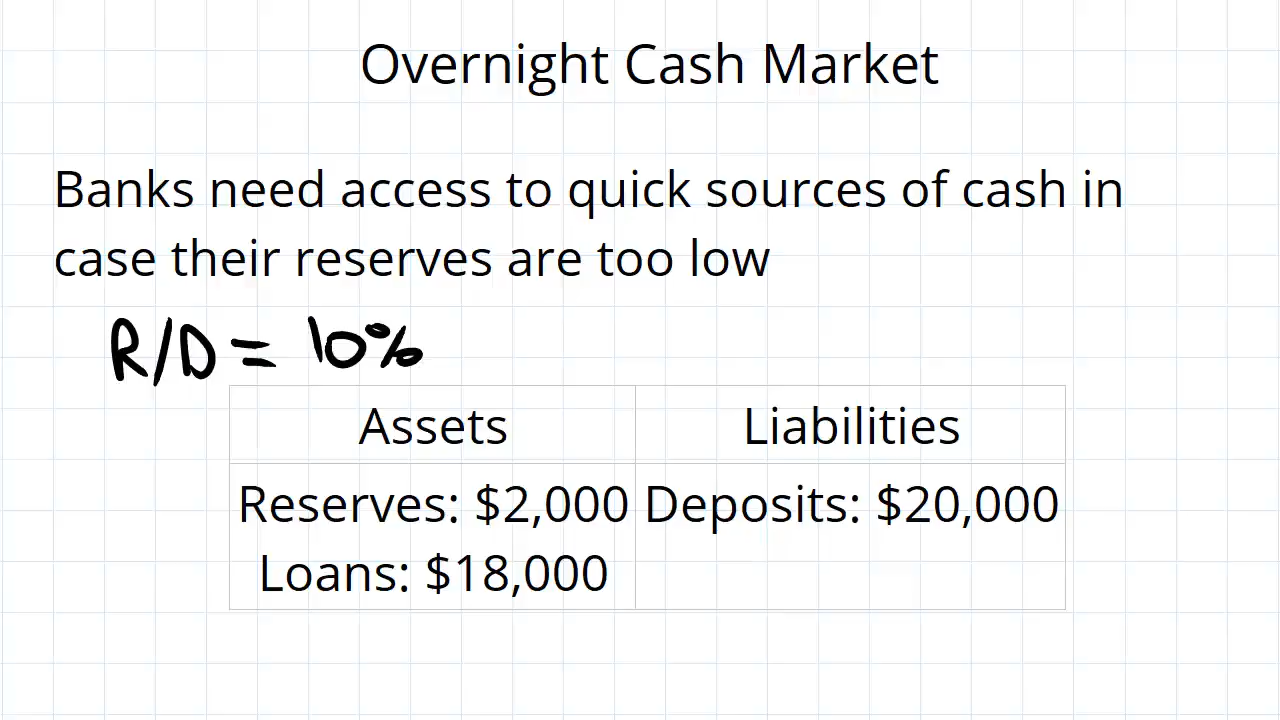 Overnight Cash Market
Banks need access to quick sources of cash in
case their reserves are too low
R/D = 10%
Assets Liabilities
Reserves: $2,000 Deposits: $20,000
Loans: $18,000